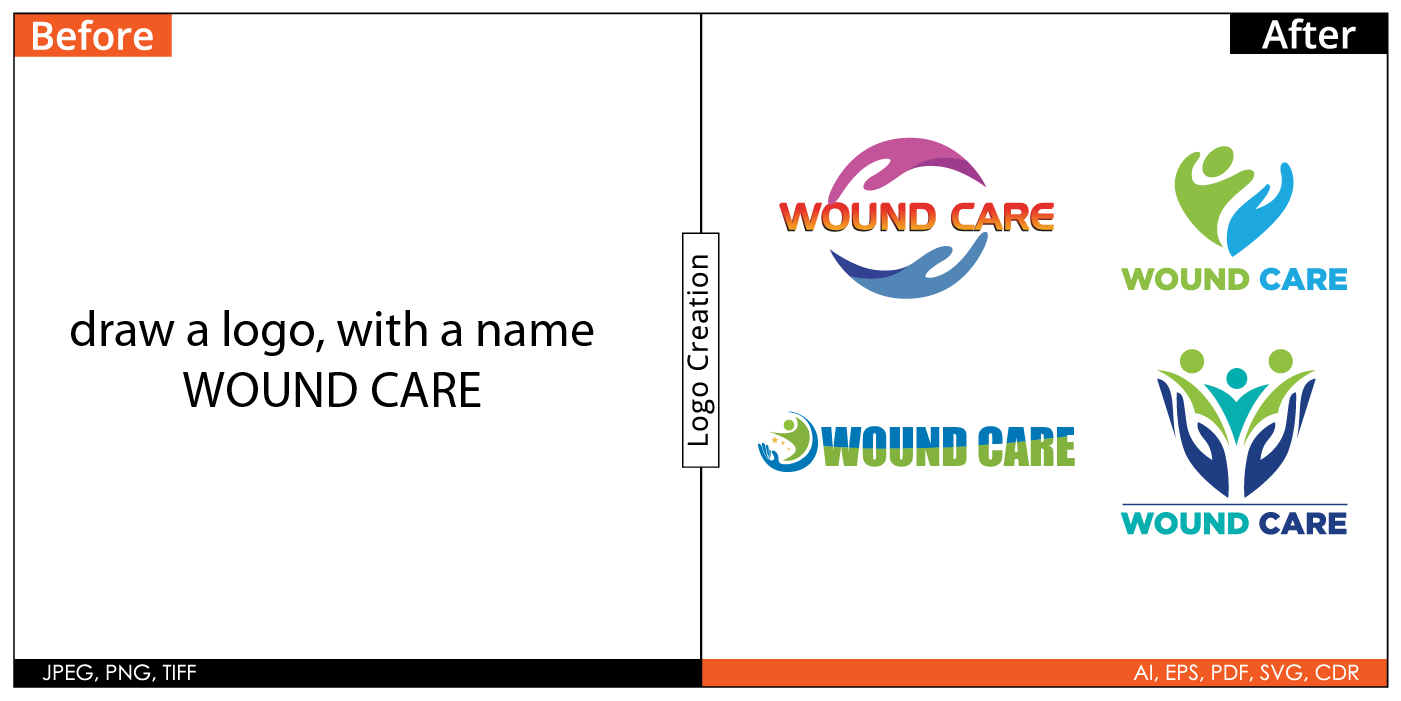 Before
After
draw a logo, with a name
WOUND CARE
Logo Creation
WOUND CARE
WOUND CARE
WOUND CARE
WOUND CARE
JPEG, PNG, TIFF
AI, EPS, PDF, SVG, CDR